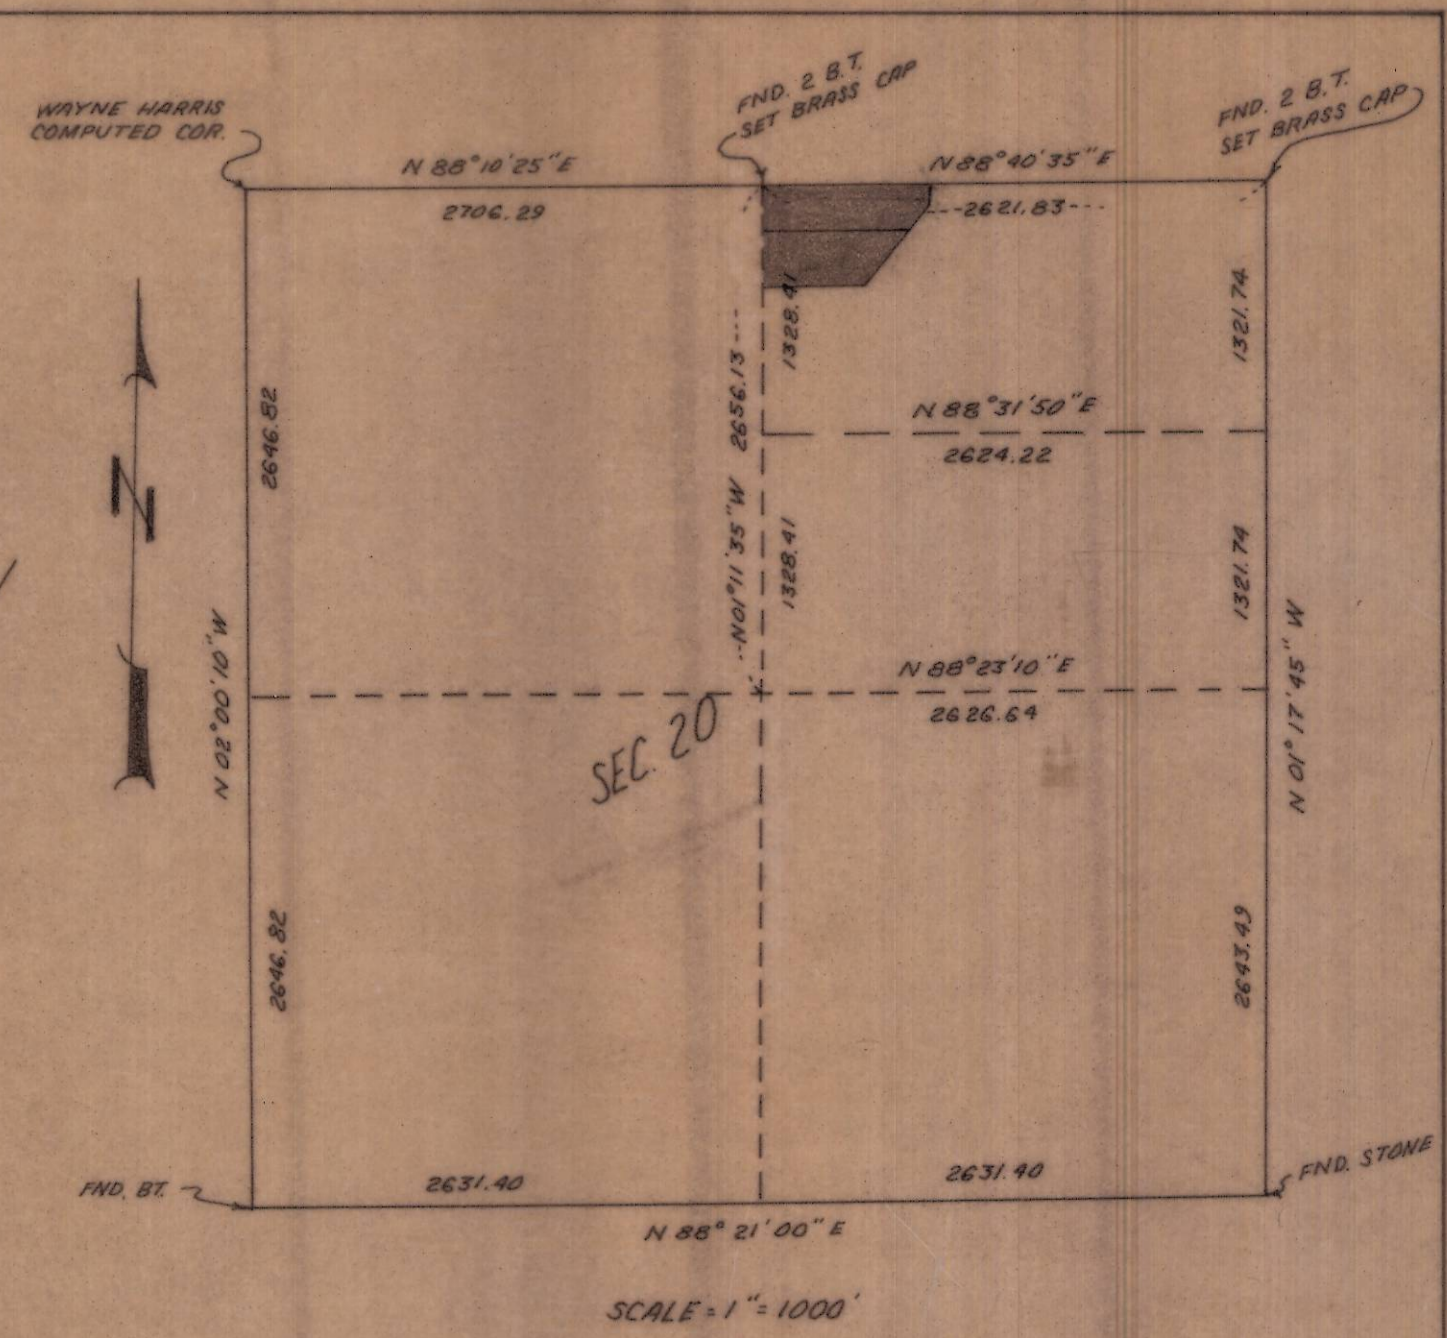 WAYNE HARRIS
COMPUTED COR.
FND. 2 B.T.
SET BRASS CAP
FND. 2 B.T.
SET BRASS CAP
N 88°10'25"E
2706.29
N 88°40'35"E
---2621.83---
2646.82
N 02°00'10"W
2646.82
N
--N01°11'35"W 2656.13---
1328.41
1328.41
1321.74
1321.74
N 88°31'50"E
2624.22
N 88°23'10"E
2626.64
N 01°17'45"W
2643.49
SEC. 20
FND. BT.
2631.40
2631.40
FND. STONE
N 88°21'00"E
SCALE = 1" = 1000'